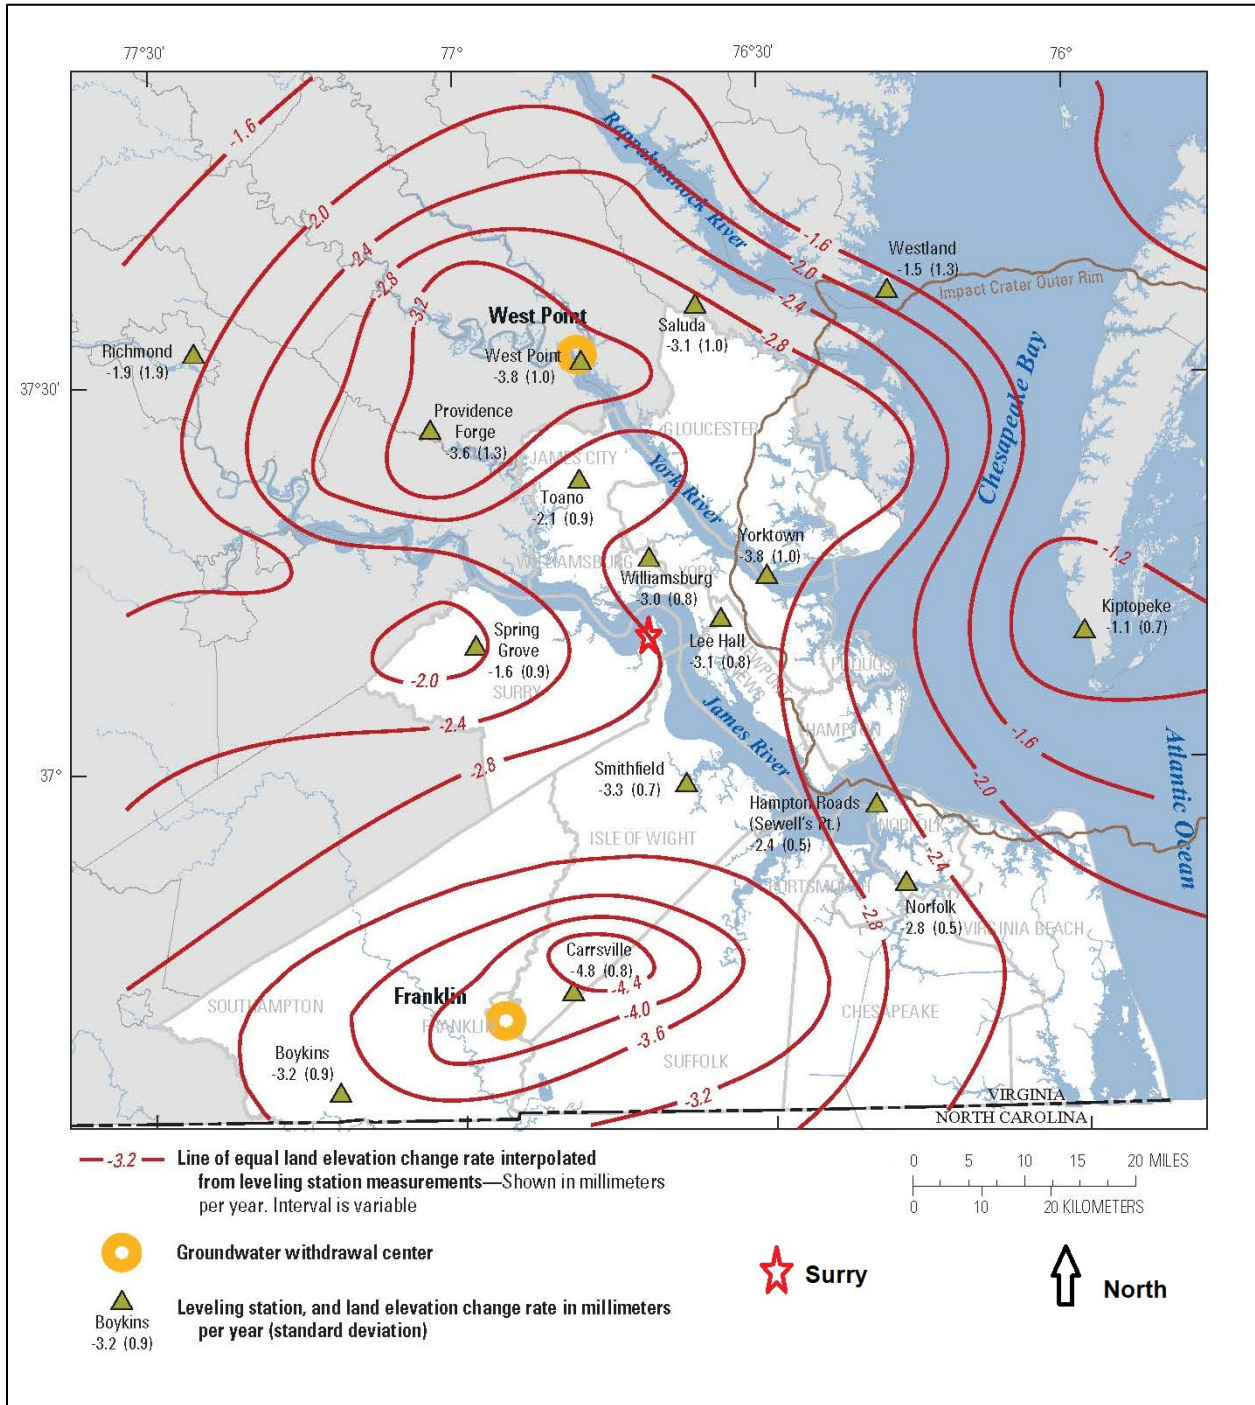 77°30'
77°
76°30'
76°
-1.6
Rappahannock River
-2.0
-1.6
Westland
-1.5 (1.3)
-2.4
-2.0
Impact Crater Outer Rim
-2.8
-2.4
-3.2
West Point
Saluda
-3.1 (1.0)
-2.8
Richmond
-1.9 (1.9)
West Point
-3.8 (1.0)
Chesapeake Bay
37°30'
Providence
Forge
-3.6 (1.3)
GLOUCESTER
JAMES CITY
York River
Toano
-2.1 (0.9)
Yorktown
-3.8 (1.0)
-1.2
WILLIAMSBURG
YORK
Williamsburg
-3.0 (0.8)
Kiptopeke
-1.1 (0.7)
Spring
Grove
-1.6 (0.9)
Lee Hall
-3.1 (0.8)
NEWPORT
NEWS
POQUOSON
-2.0
SURRY
James River
-2.4
HAMPTON
-1.6
Atlantic Ocean
-2.8
Smithfield
-3.3 (0.7)
37°
-2.0
Hampton Roads
(Sewell's Pt.)
-2.4 (0.5)
NORFOLK
ISLE OF WIGHT
-2.4
PORTSMOUTH
Norfolk
-2.8 (0.5)
-2.8
VIRGINIA BEACH
Carrsville
-4.8 (0.8)
-4.4
Franklin
SOUTHAMPTON
-4.0
CHESAPEAKE
FRANKLIN
-3.6
Boykins
-3.2 (0.9)
SUFFOLK
-3.2
VIRGINIA
NORTH CAROLINA
-3.2
Line of equal land elevation change rate interpolated
from leveling station measurements—Shown in millimeters
per year. Interval is variable
0 5 10 15 20 MILES
0 10 20 KILOMETERS
Groundwater withdrawal center
Surry
North
Leveling station, and land elevation change rate in millimeters
per year (standard deviation)
Boykins
-3.2 (0.9)